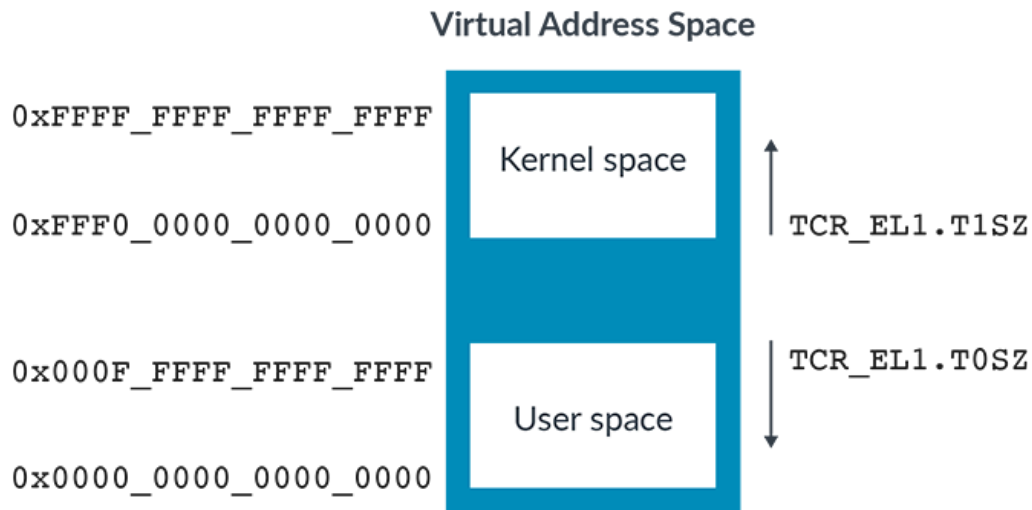 Virtual Address Space
0xFFFF_FFFF_FFFF_FFFF
Kernel space
0xFFF0_0000_0000_0000
TCR_EL1.T1SZ
0x000F_FFFF_FFFF_FFFF
TCR_EL1.T0SZ
User space
0x0000_0000_0000_0000